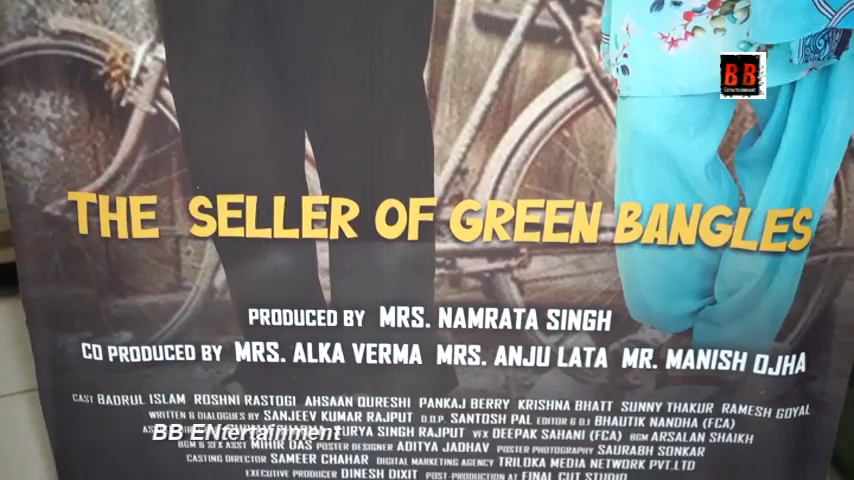 BB
Entertainment
THE SELLER OF GREEN BANGLES
PRODUCED BY MRS. NAMRATA SINGH
CO PRODUCED BY MRS. ALKA VERMA MRS. ANJU LATA MR. MANISH OJHA
CAST BADRUL ISLAM ROSHNI RASTOGI AHSAAN QURESHI PANKAJ BERRY KRISHNA BHATT SUNNY THAKUR RAMESH GOYAL
WRITTEN & DIALOGUES BY SANJEEV KUMAR RAJPUT D.O.P. SANTOSH PAL EDITOR & D.I BHAUTIK NANDHA (FCA)
SURYA SINGH RAJPUT VFX DEEPAK SAHANI (FCA) BGM ARSALAN SHAIKH
BB ENtertainment
BGM & SFX ASST MIHIR DAS POSTER DESIGNER ADITYA JADHAV POSTER PHOTOGRAPHY SAURABH SONKAR
CASTING DIRECTOR SAMEER CHAHAR DIGITAL MARKETING AGENCY TRILOKA MEDIA NETWORK PVT.LTD
EXECUTIVE PRODUCER DINESH DIXIT POST-PRODUCTION AT FINAL CUT STUDIO